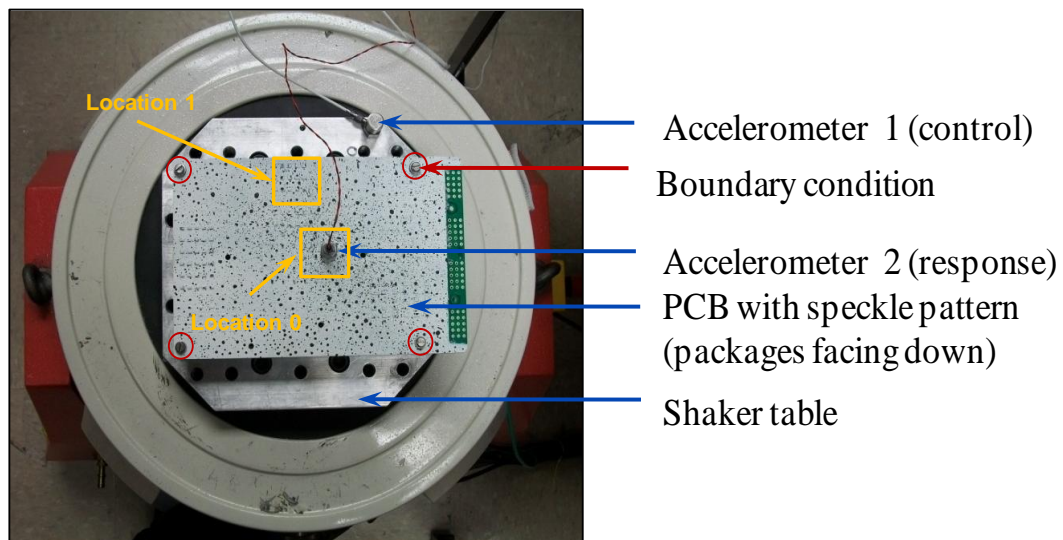 Location 1
Location 0
Accelerometer 1 (control)
Boundary condition
Accelerometer 2 (response)
PCB with speckle pattern
(packages facing down)
Shaker table